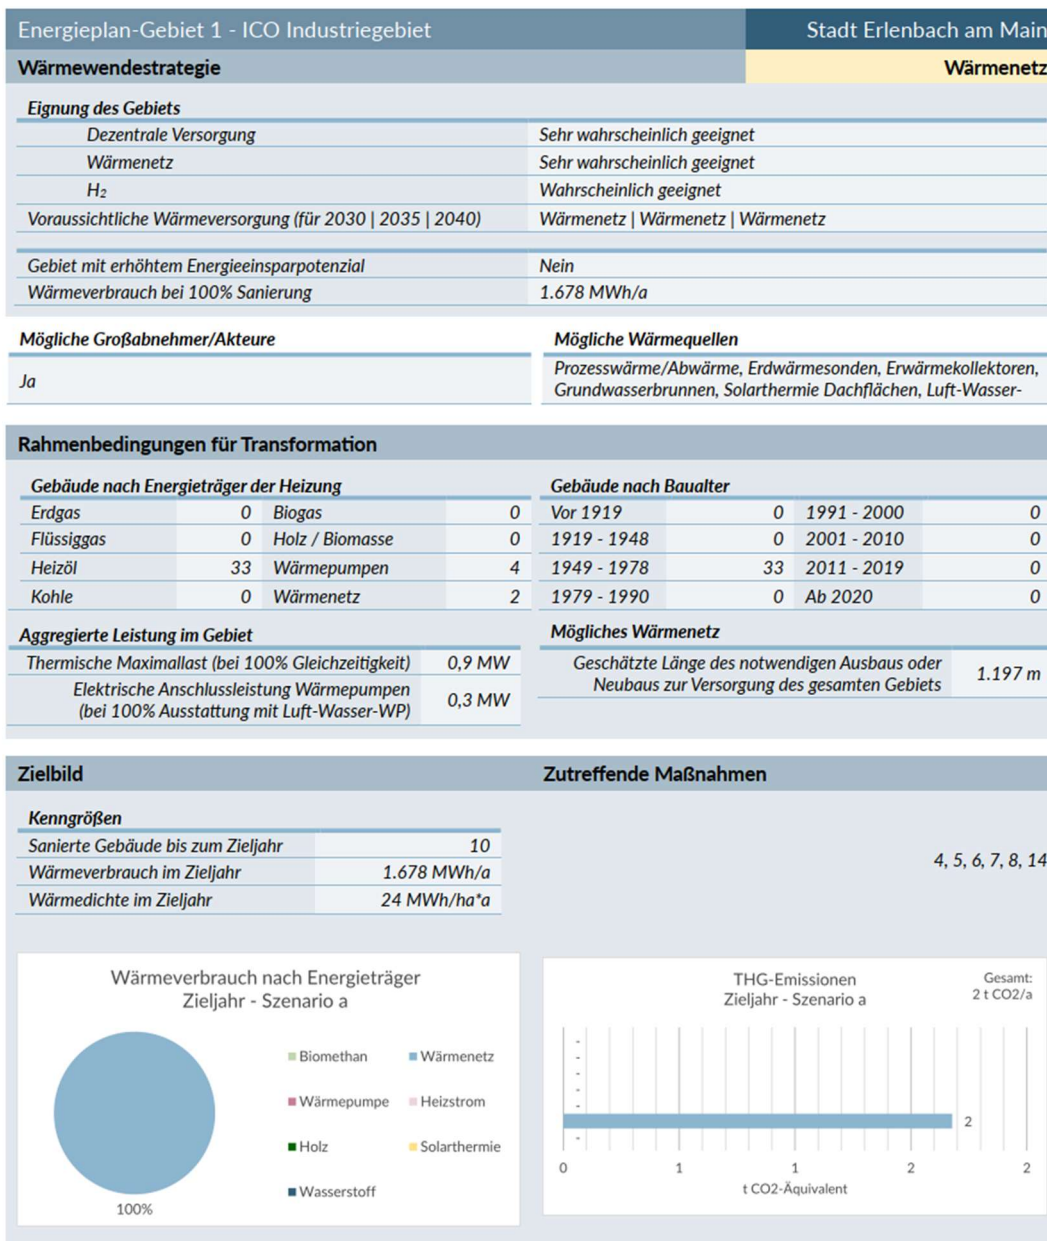 Energieplan-Gebiet 1 - ICO Industriegebiet Stadt Erlenbach am Main
Wärmewendestrategie Wärmenetz
Eignung des Gebiets
Dezentrale Versorgung Sehr wahrscheinlich geeignet
Wärmenetz Sehr wahrscheinlich geeignet
H₂ Wahrscheinlich geeignet
Voraussichtliche Wärmeversorgung (für 2030 | 2035 | 2040) Wärmenetz | Wärmenetz | Wärmenetz
Gebiet mit erhöhtem Energieeinsparpotenzial Nein
Wärmeverbrauch bei 100% Sanierung 1.678 MWh/a
Mögliche Großabnehmer/Akteure
Ja
Mögliche Wärmequellen
Prozesswärme/Abwärme, Erdwärmesonden, Erwärmekollektoren,
Grundwasserbrunnen, Solarthermie Dachflächen, Luft-Wasser-
Rahmenbedingungen für Transformation
Gebäude nach Energieträger der Heizung
Erdgas 0 Biogas 0
Flüssiggas 0 Holz / Biomasse 0
Heizöl 33 Wärmepumpen 4
Kohle 0 Wärmenetz 2
Gebäude nach Baualter
Vor 1919 0 1991 - 2000 0
1919 - 1948 0 2001 - 2010 0
1949 - 1978 33 2011 - 2019 0
1979 - 1990 0 Ab 2020 0
Aggregierte Leistung im Gebiet
Thermische Maximallast (bei 100% Gleichzeitigkeit) 0,9 MW
Elektrische Anschlussleistung Wärmepumpen
(bei 100% Ausstattung mit Luft-Wasser-WP) 0,3 MW
Mögliches Wärmenetz
Geschätzte Länge des notwendigen Ausbaus oder
Neubaus zur Versorgung des gesamten Gebiets 1.197 m
Zielbild
Kenngrößen
Sanierte Gebäude bis zum Zieljahr 10
Wärmeverbrauch im Zieljahr 1.678 MWh/a
Wärmedichte im Zieljahr 24 MWh/ha*a
Zutreffende Maßnahmen
4, 5, 6, 7, 8, 14
Wärmeverbrauch nach Energieträger
Zieljahr - Szenario a
Biomethan Wärmenetz
Wärmepumpe Heizstrom
Holz Solarthermie
Wasserstoff
100%
THG-Emissionen
Zieljahr - Szenario a
Gesamt:
2 t CO2/a
-
-
-
-
-
2
-
0 1 1 2 2
t CO2-Äquivalent